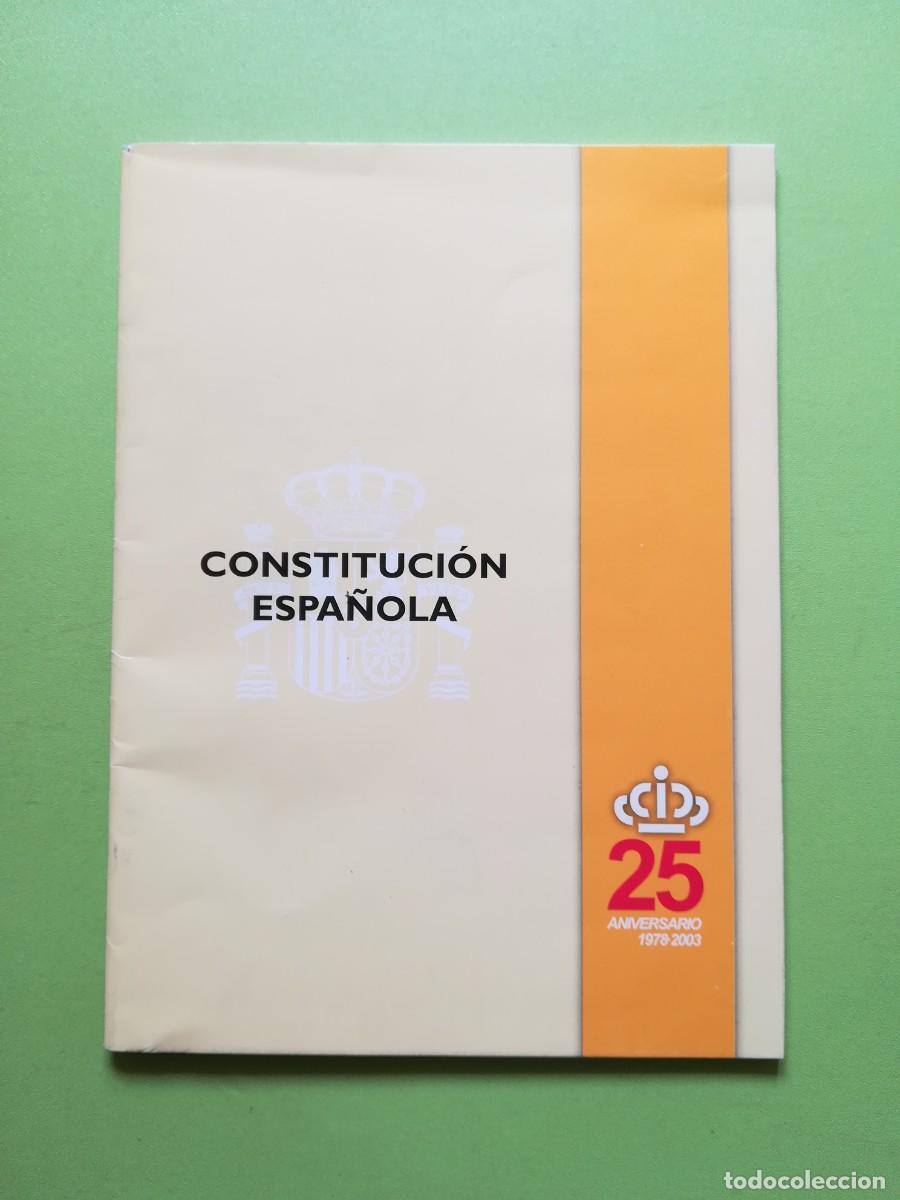 CONSTITUCIÓN
ESPAÑOLA
25
ANIVERSARIO
1978-2003
todocoleccion